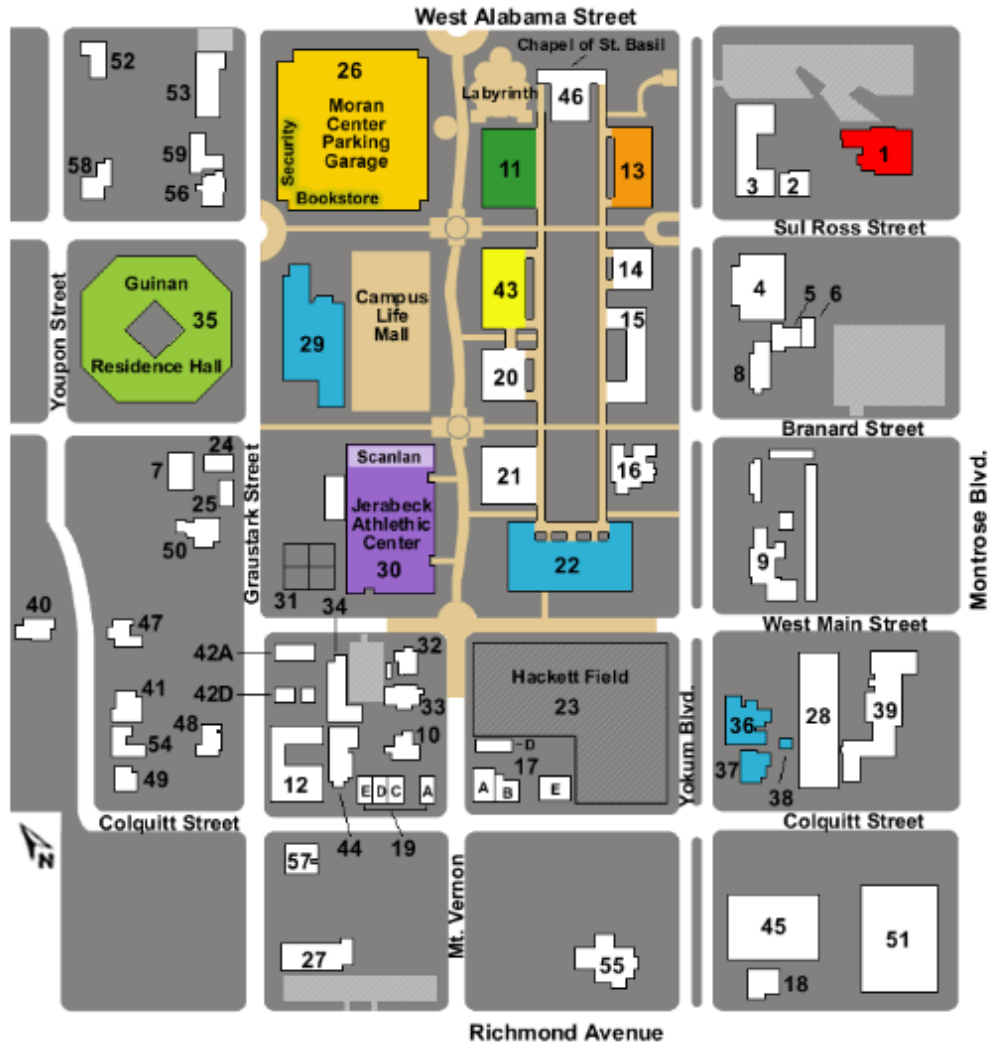 West Alabama Street
Chapel of St. Basil
52
53
26
Moran
Center
Parking
Garage
Security
Bookstore
Labyrinth
46
11
13
1
3
2
59
58
56
Sul Ross Street
Youpon Street
Guinan
35
Residence Hall
29
Campus
Life
Mall
43
14
15
20
4
5
6
8
Branard Street
24
7
25
50
Graustark Street
Scanlan
Jerabeck
Athletic
Center
30
31
34
21
16
22
9
Montrose Blvd.
West Main Street
40
47
42A
42D
41
54
48
49
32
33
10
12
E
D
C
A
44
19
Hackett Field
23
D
17
A
B
E
Yokum Blvd.
36
37
38
28
39
Colquitt Street
Colquitt Street
N
57
27
Mt. Vernon
55
45
51
18
Richmond Avenue